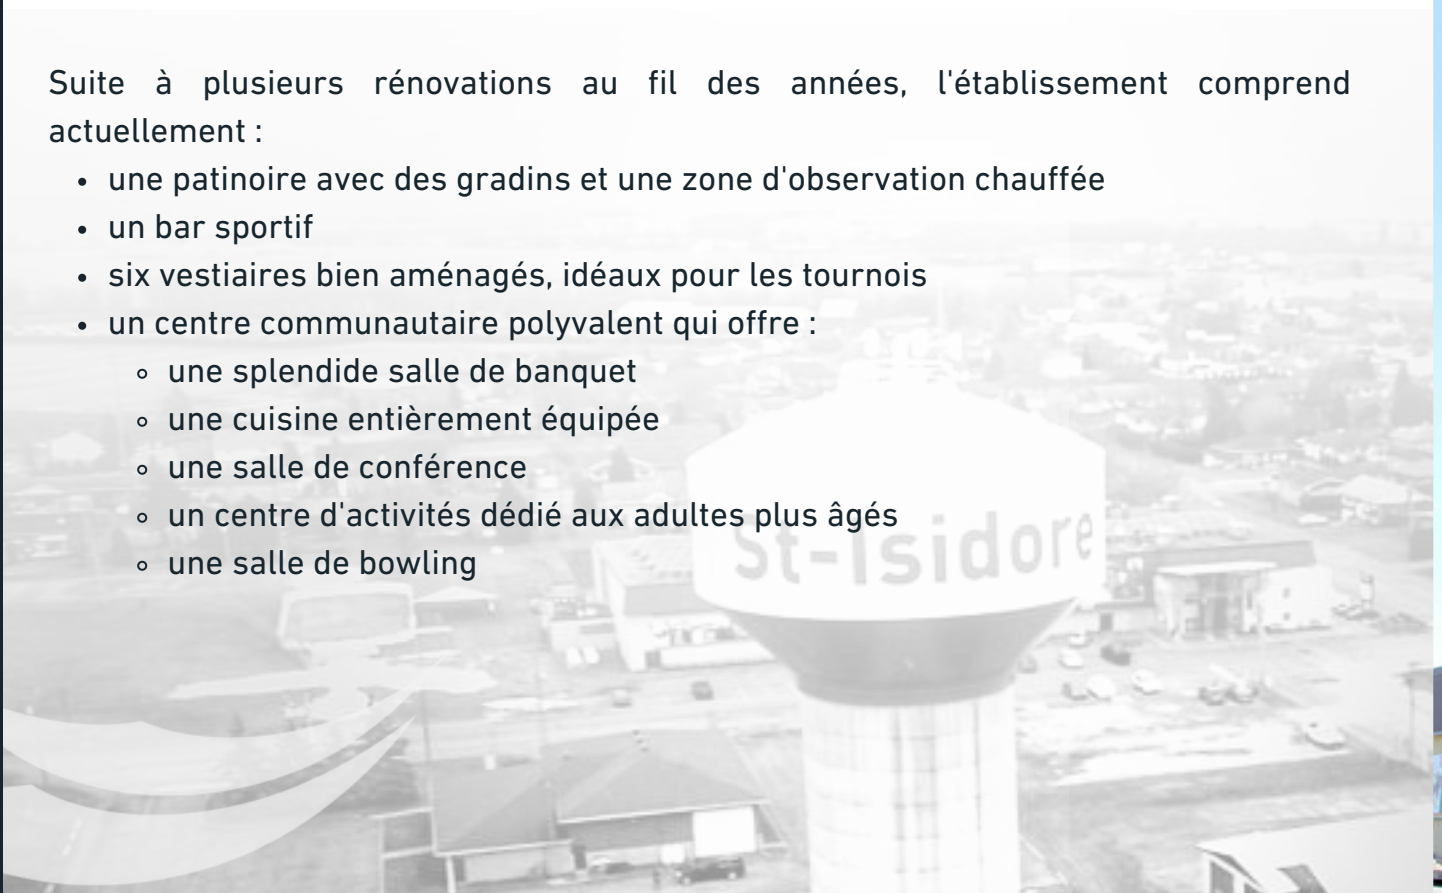 Suite à plusieurs rénovations au fil des années, l'établissement comprend
actuellement :
• une patinoire avec des gradins et une zone d'observation chauffée
• un bar sportif
• six vestiaires bien aménagés, idéaux pour les tournois
• un centre communautaire polyvalent qui offre :
◦ une splendide salle de banquet
◦ une cuisine entièrement équipée
◦ une salle de conférence
◦ un centre d'activités dédié aux adultes plus âgés
◦ une salle de bowling
St-Isidore